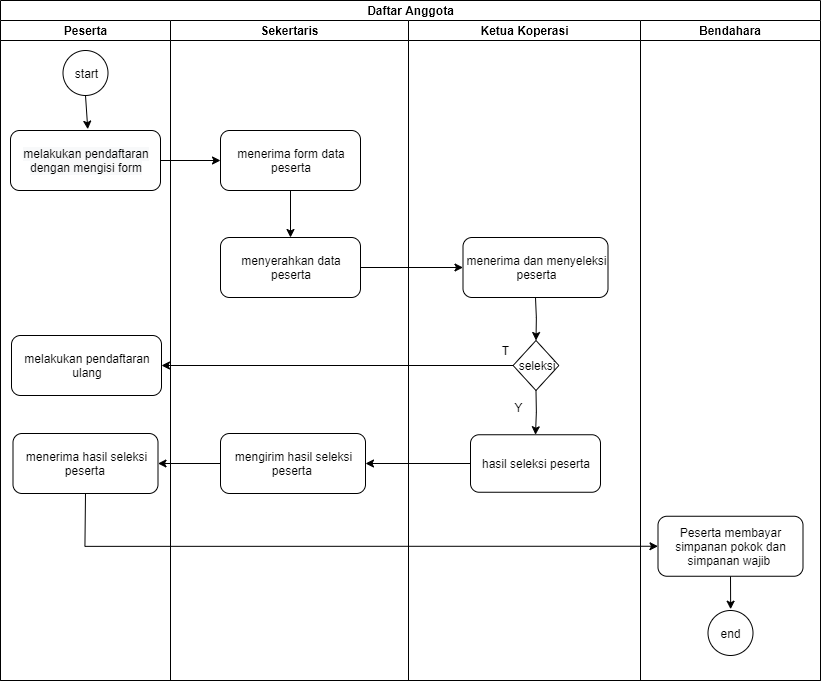 Daftar Anggota
Peserta
Sekertaris
Ketua Koperasi
Bendahara
start
melakukan pendaftaran
dengan mengisi form
menerima form data
peserta
menyerahkan data
peserta
menerima dan menyeleksi
peserta
T
seleksi
melakukan pendaftaran
ulang
Y
hasil seleksi peserta
mengirim hasil seleksi
peserta
menerima hasil seleksi
peserta
Peserta membayar
simpanan pokok dan
simpanan wajib
end